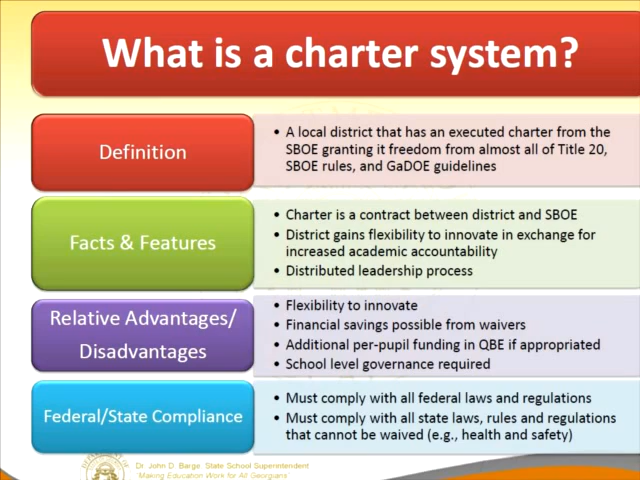 What is a charter system?
Definition
• A local district that has an executed charter from the
SBOE granting it freedom from almost all of Title 20,
SBOE rules, and GaDOE guidelines
Facts & Features
• Charter is a contract between district and SBOE
• District gains flexibility to innovate in exchange for
increased academic accountability
• Distributed leadership process
Relative Advantages/
Disadvantages
• Flexibility to innovate
• Financial savings possible from waivers
• Additional per-pupil funding in QBE if appropriated
• School level governance required
Federal/State Compliance
• Must comply with all federal laws and regulations
• Must comply with all state laws, rules and regulations
that cannot be waived (e.g., health and safety)
Dr. John D. Barge, State School Superintendent
"Making Education Work for All Georgians"